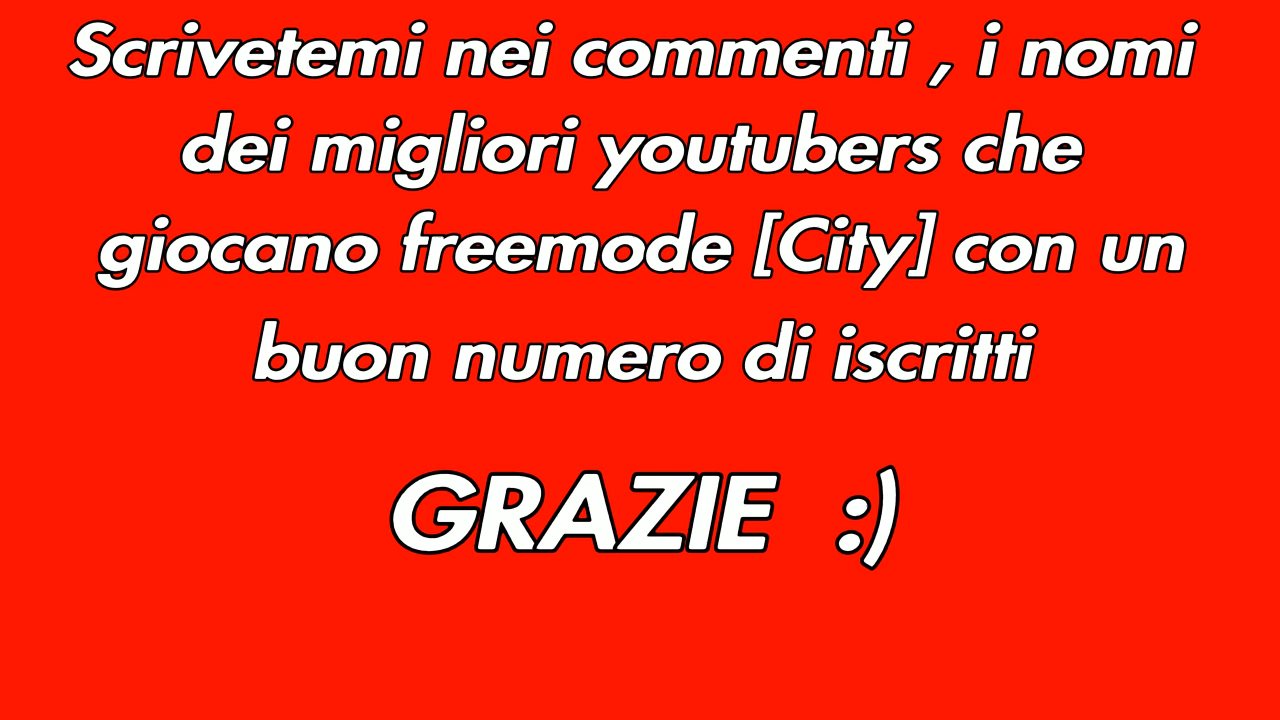 Scrivetemi nei commenti , i nomi
dei migliori youtubers che
giocano freemode [City] con un
buon numero di iscritti
GRAZIE :)